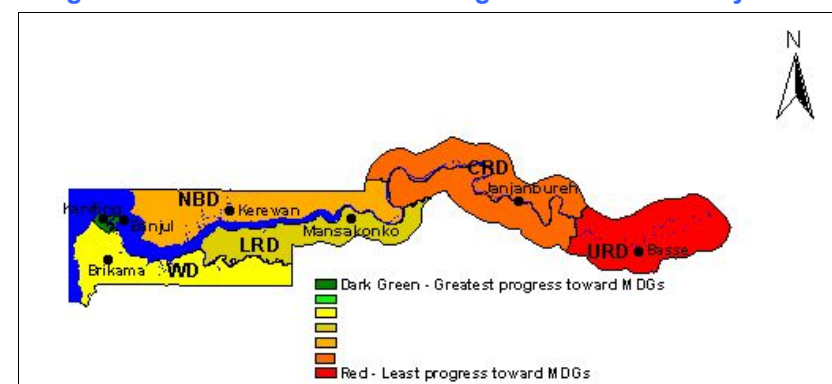 N
CRD
Janjanbureh
NBD
Kanifing
Kerewan
Banjul
Mansakonko
LRD
URD
Basse
Brikama
WD
Dark Green - Greatest progress toward MDGs
Red - Least progress toward MDGs